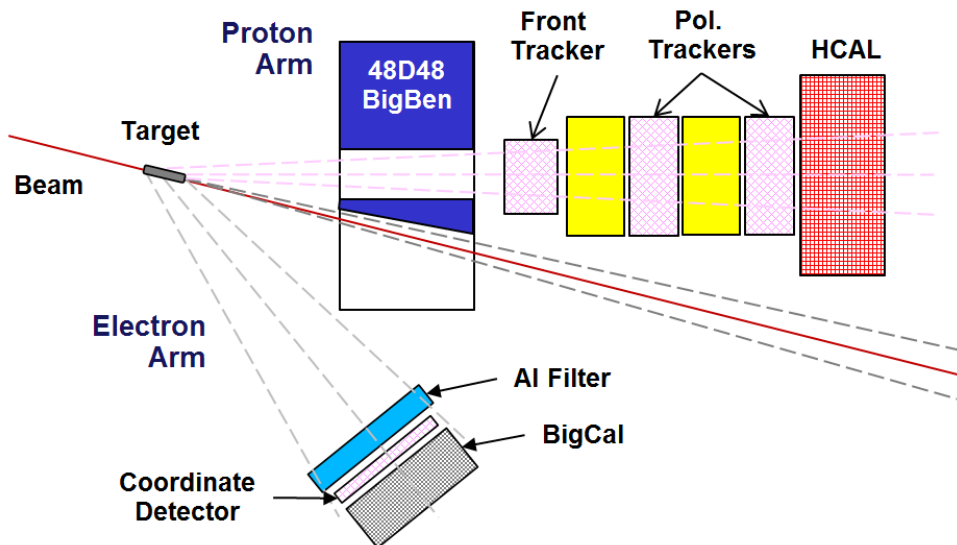 Proton
Arm
48D48
BigBen
Front
Tracker
Pol.
Trackers
HCAL
Target
Beam
Electron
Arm
Al Filter
BigCal
Coordinate
Detector